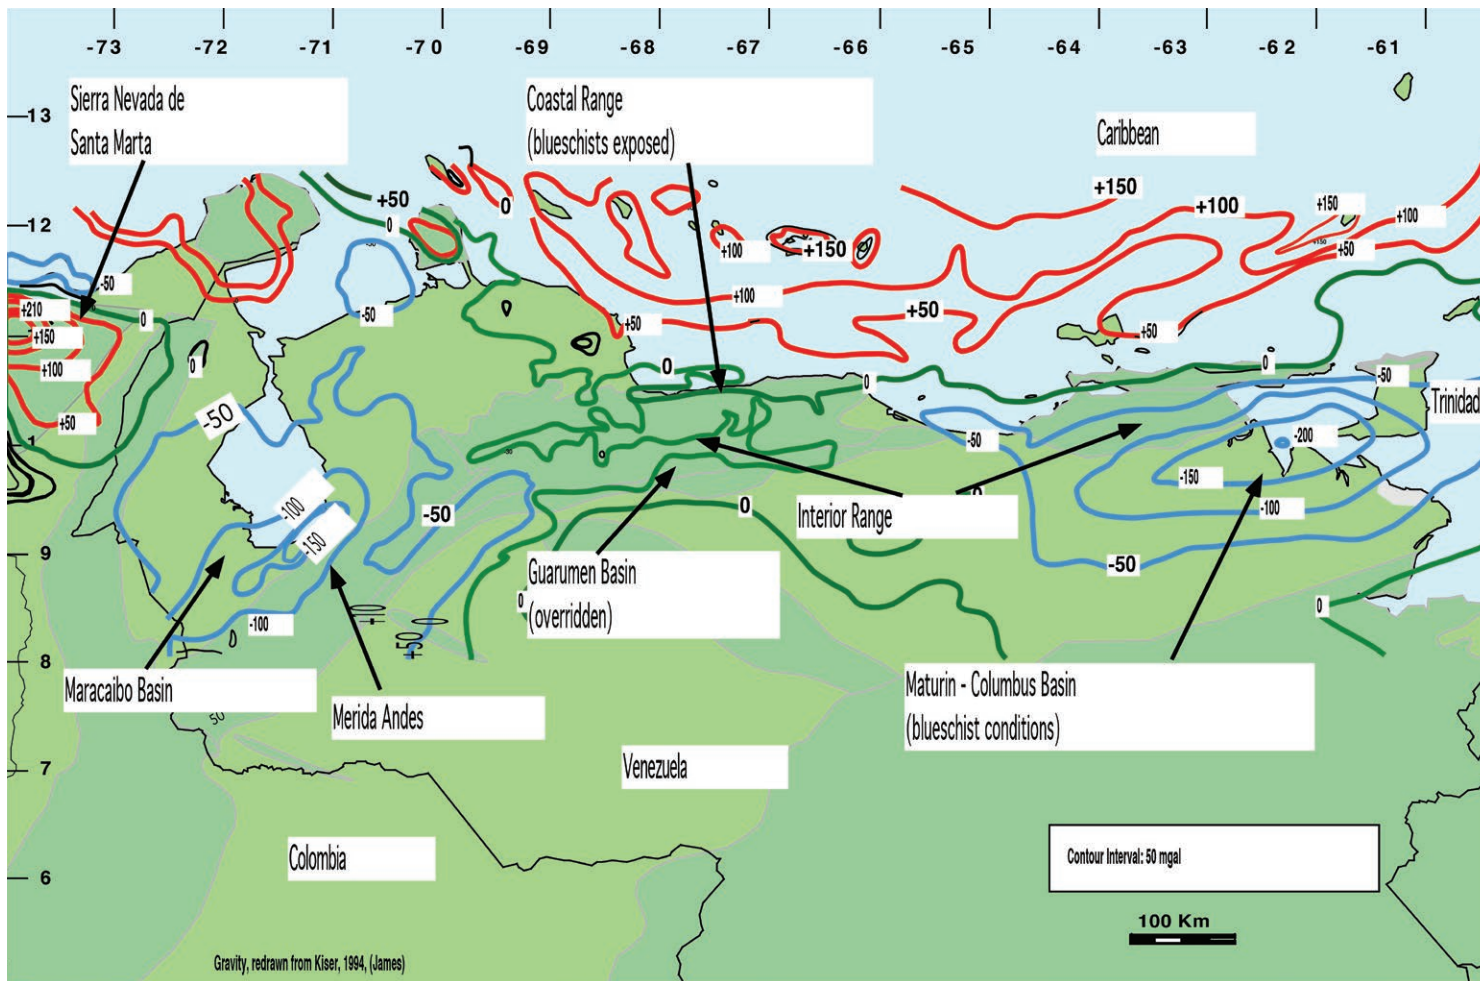 -73 -72 -71 -70 -69 -68 -67 -66 -65 -64 -63 -62 -61
Sierra Nevada de
Santa Marta
Coastal Range
(blueschists exposed)
Caribbean
13
12
+150
+50
0
0
+100
+150
+100
+150
+50
+100
+150
-50
+100
-50
+210
0
+150
+50
+50
+50
+100
0
0
0
0
-50
+50
-50
Trinidad
1
-50
-200
-150
-100
-100
-50
0
Interior Range
-150
9
-50
Guarumen Basin
(overridden)
0
0
-100
8
Maracaibo Basin
Merida Andes
Maturin - Columbus Basin
(blueschist conditions)
50
7
Venezuela
Colombia
Contour Interval: 50 mgal
6
100 Km
Gravity, redrawn from Kiser, 1994, (James)